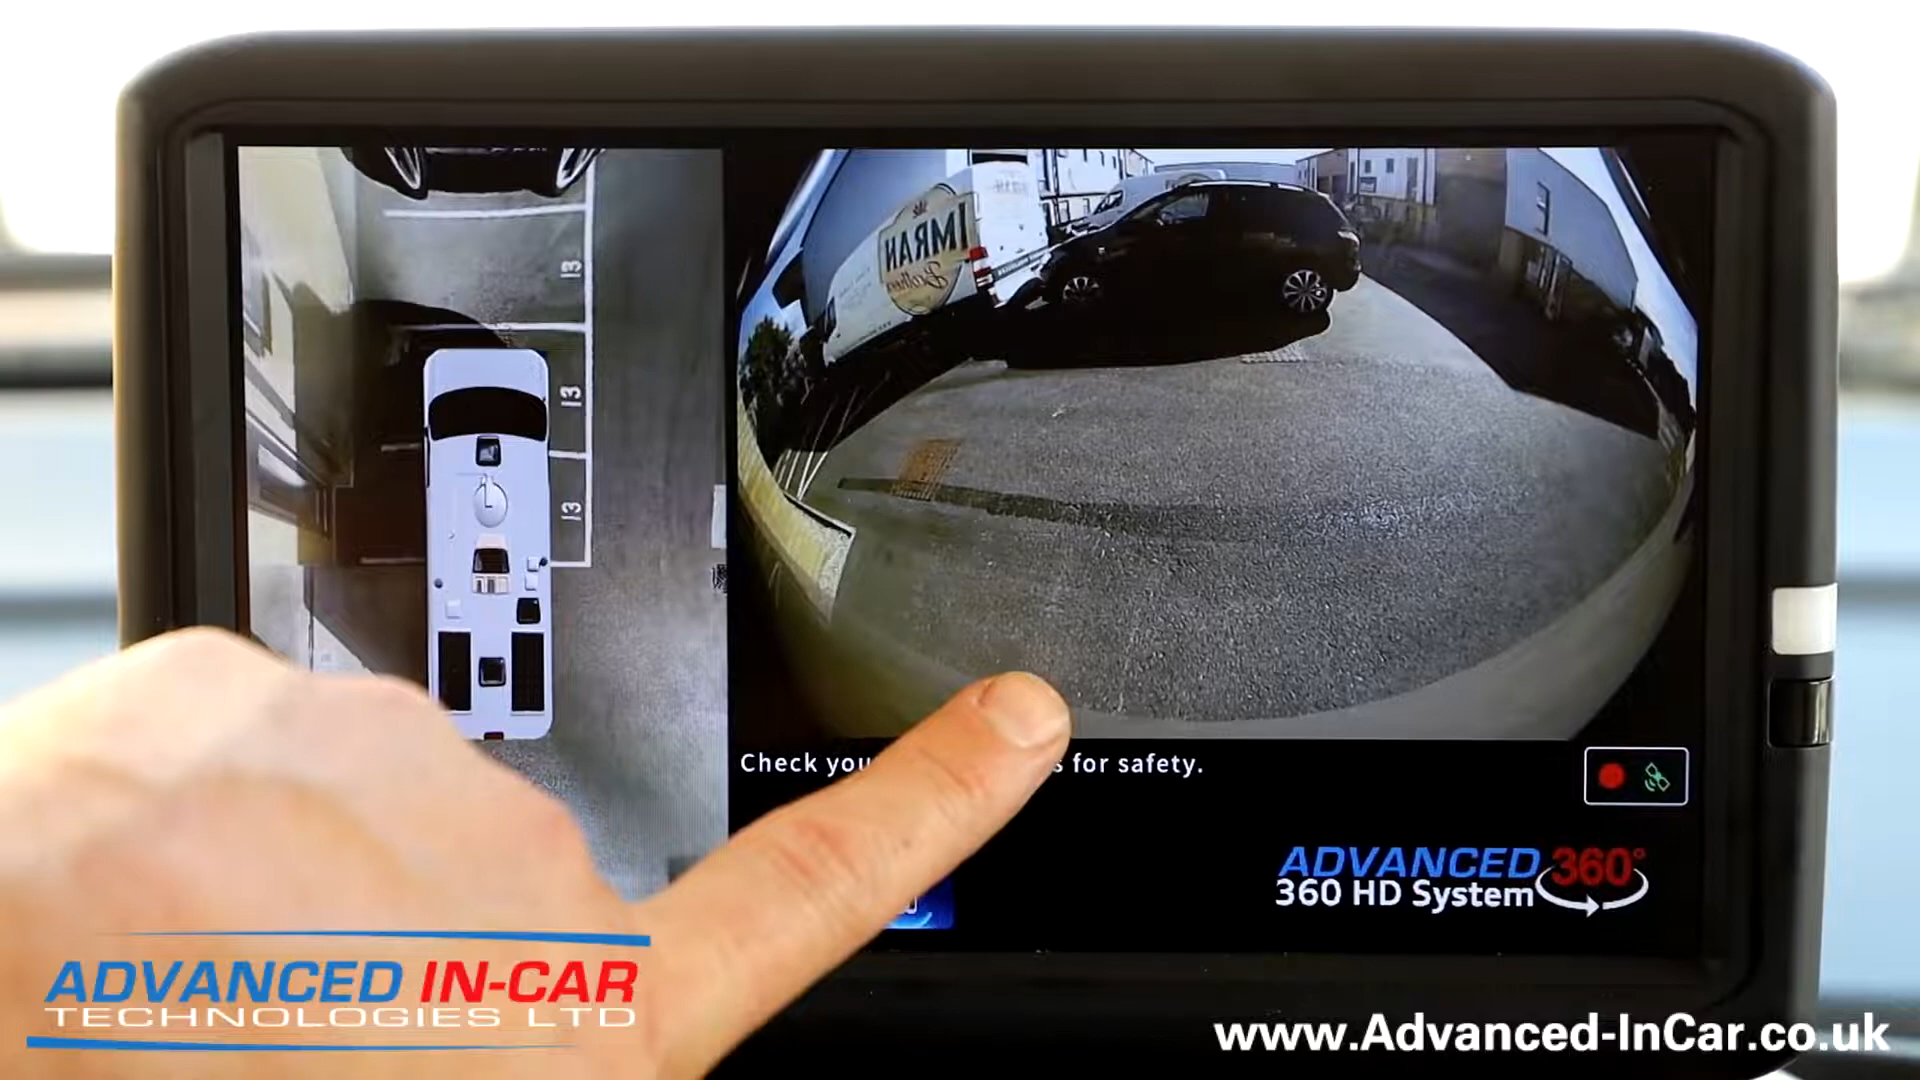 13
13
13
IMRAN
Brothers
Check you
s for safety.
ADVANCED 360°
360 HD System
ADVANCED IN-CAR
TECHNOLOGIES LTD
www.Advanced-InCar.co.uk